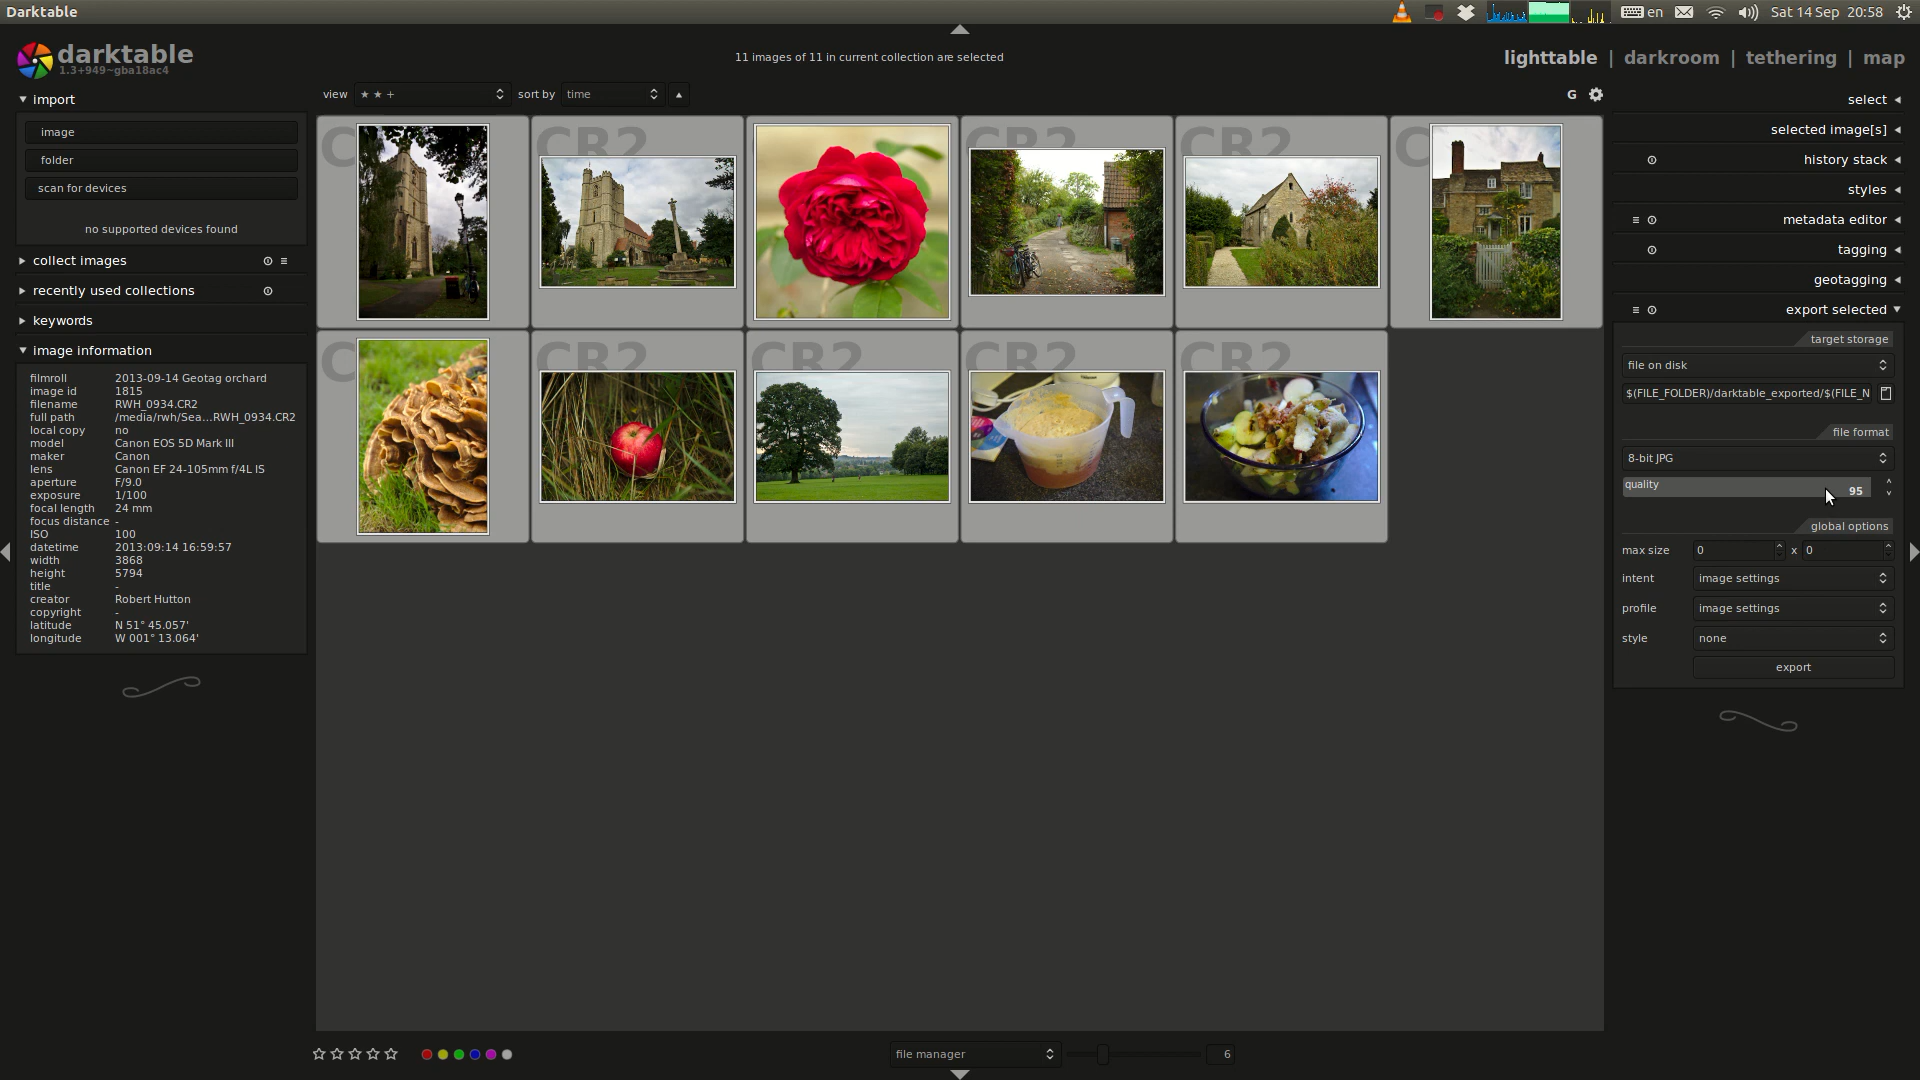 Darktable
en
Sat 14 Sep 20:58
darktable
1.3+949~gba18ac4
11 images of 11 in current collection are selected
lighttable | darkroom | tethering | map
import
image
folder
scan for devices
no supported devices found
collect images
recently used collections
keywords
image information
filmroll 2013-09-14 Geotag orchard
image id 1815
filename RWH_0934.CR2
full path /media/rwh/Sea...RWH_0934.CR2
local copy no
model Canon EOS 5D Mark III
maker Canon
lens Canon EF 24-105mm f/4L IS
aperture F/9.0
exposure 1/100
focal length 24 mm
focus distance -
ISO 100
datetime 2013:09:14 16:59:57
width 3868
height 5794
title -
creator Robert Hutton
copyright -
latitude N 51° 45.057'
longitude W 001° 13.064'
view ★ ★ + sort by time
G
C CR2 CR2 CR2 C
C CR2 CR2 CR2 CR2
file manager 6
select
selected image[s]
history stack
styles
metadata editor
tagging
geotagging
export selected
target storage
file on disk
$(FILE_FOLDER)/darktable_exported/$(FILE_N
file format
8-bit JPG
quality 95
global options
max size 0 x 0
intent image settings
profile image settings
style none
export